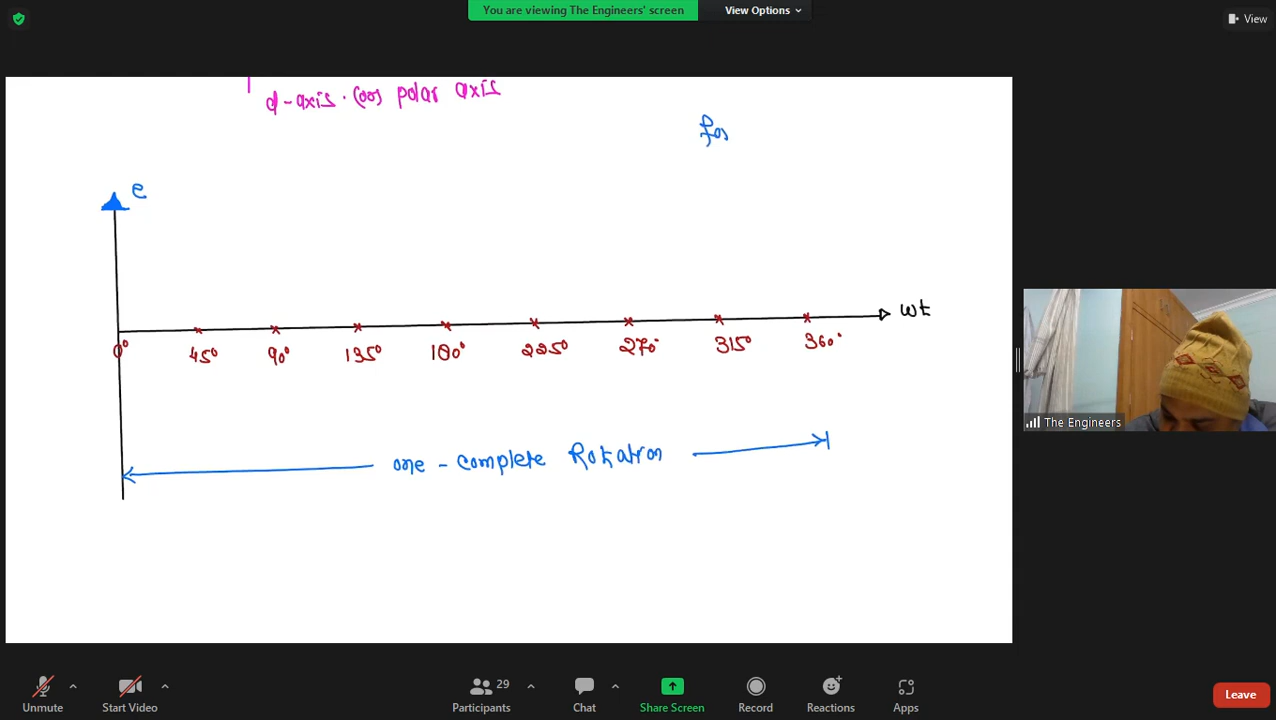 You are viewing The Engineers' screen
View Options
View
d-axis. (or) polar axis
for
e
wt
0° 45° 90° 135° 180° 225° 270° 315° 360°
one - complete Rotation
The Engineers
Unmute
Start Video
29
Participants
Chat
Share Screen
Record
Reactions
Apps
Leave